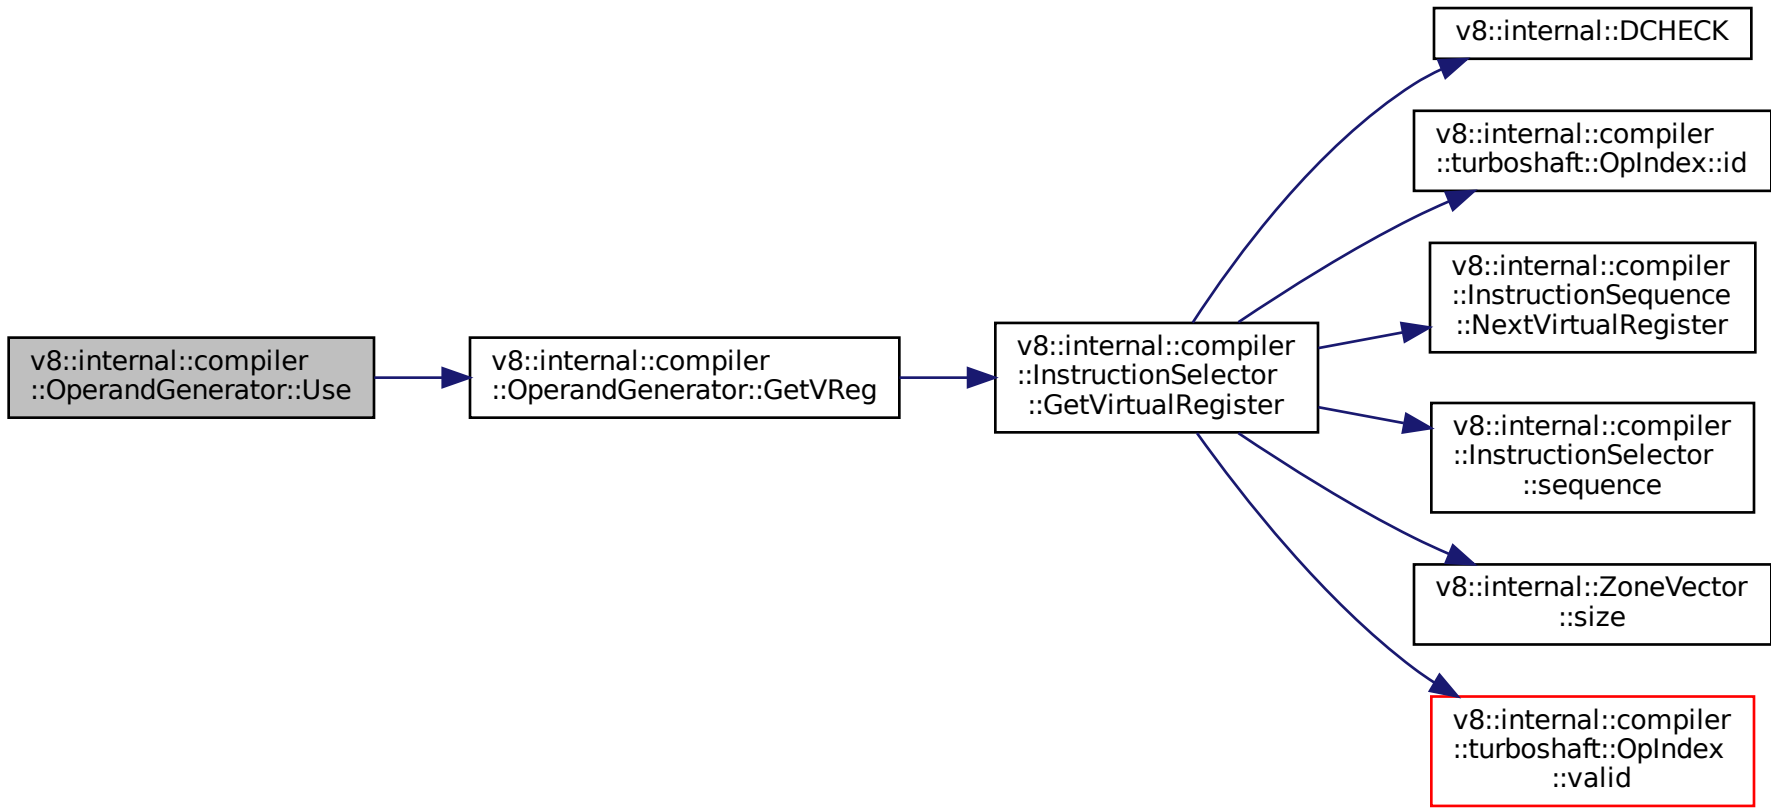 v8::internal::compiler
::OperandGenerator::Use
v8::internal::compiler
::OperandGenerator::GetVReg
v8::internal::compiler
::InstructionSelector
::GetVirtualRegister
v8::internal::DCHECK
v8::internal::compiler
::turboshaft::OpIndex::id
v8::internal::compiler
::InstructionSequence
::NextVirtualRegister
v8::internal::compiler
::InstructionSelector
::sequence
v8::internal::ZoneVector
::size
v8::internal::compiler
::turboshaft::OpIndex
::valid